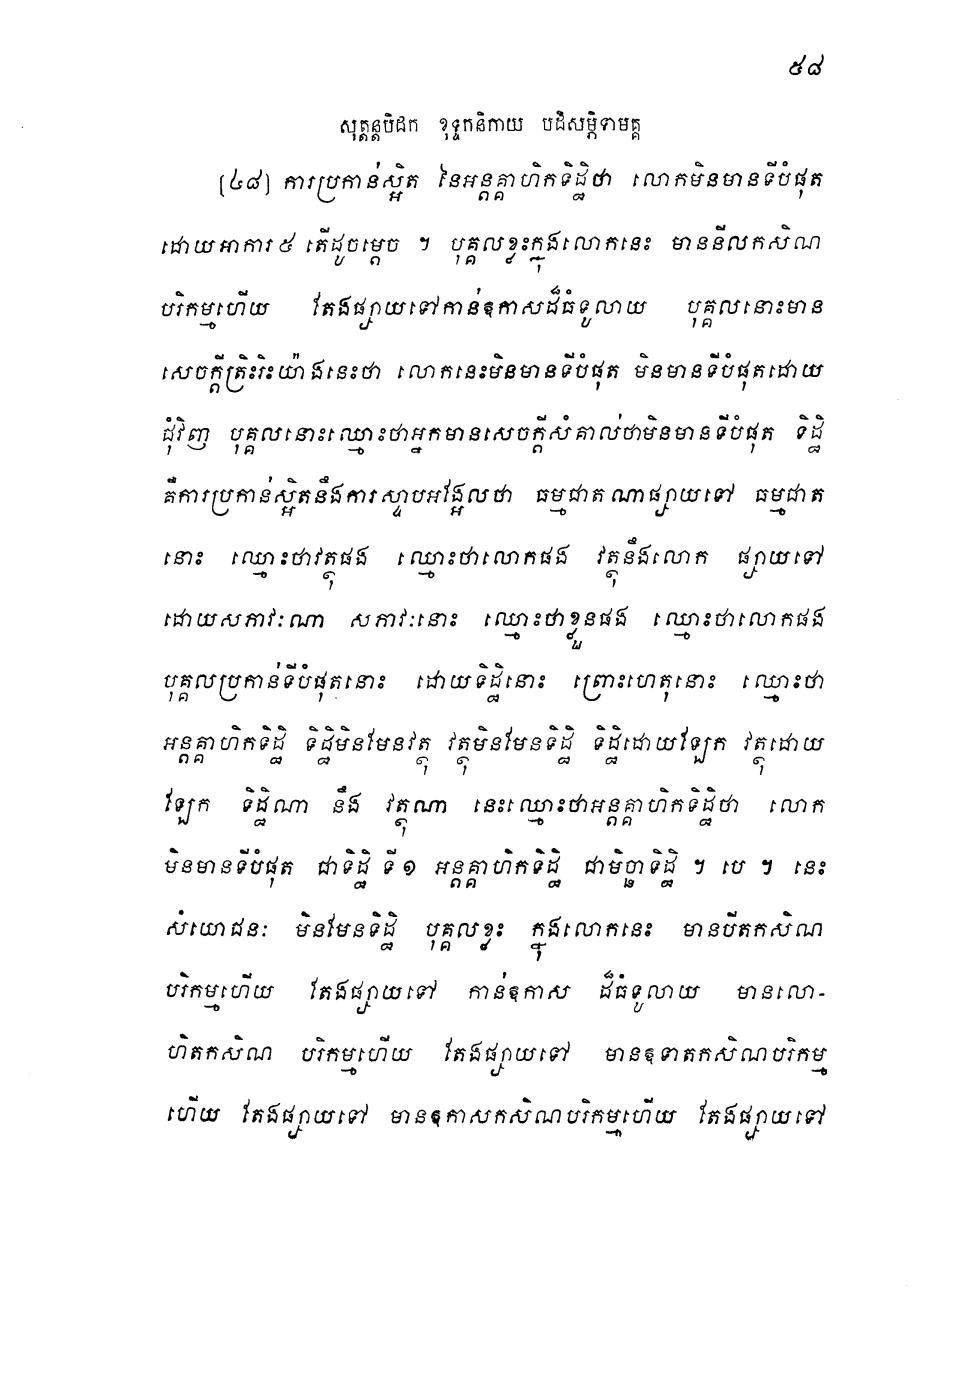 ៥៨
សុត្តន្តបិដក ខុទ្ទកនិកាយ បដិសម្ភិទាមគ្គ
(៤៨) ការប្រកាន់ស្អិត នៃអន្តគ្គាហិកទិដ្ឋិថា លោកមិនមានទីបំផុត
ដោយអាការ ៥ តើដូចម្តេច ។ បុគ្គលខ្លះក្នុងលោកនេះ មាននីលកសិណ
បរិកម្មហើយ តែងផ្សាយទៅកាន់ឱកាសដ៏ធំទូលាយ បុគ្គលនោះមាន
សេចក្តីត្រិះរិះយ៉ាងនេះថា លោកនេះមិនមានទីបំផុត មិនមានទីបំផុតដោយ
ជុំវិញ បុគ្គលនោះឈ្មោះថាអ្នកមានសេចក្តីសំគាល់ថាមិនមានទីបំផុត ទិដ្ឋិ
គឺការប្រកាន់ស្អិតនឹងការស្ទាបអង្អែលថា ធម្មជាតណាផ្សាយទៅ ធម្មជាត
នោះ ឈ្មោះថាវត្ថុផង ឈ្មោះថាលោកផង វត្ថុនឹងលោក ផ្សាយទៅ
ដោយសភាវៈណា សភាវៈនោះ ឈ្មោះថាខ្លួនផង ឈ្មោះថាលោកផង
បុគ្គលប្រកាន់ទីបំផុតនោះ ដោយទិដ្ឋិនោះ ព្រោះហេតុនោះ ឈ្មោះថា
អន្តគ្គាហិកទិដ្ឋិ ទិដ្ឋិមិនមែនវត្ថុ វត្ថុមិនមែនទិដ្ឋិ ទិដ្ឋិដោយឡែក វត្ថុដោយ
ឡែក ទិដ្ឋិណា នឹង វត្ថុណា នេះឈ្មោះថាអន្តគ្គាហិកទិដ្ឋិថា លោក
មិនមានទីបំផុត ជាទិដ្ឋិ ទី ១ អន្តគ្គាហិកទិដ្ឋិ ជាមិច្ឆាទិដ្ឋិ ។ បេ ។ នេះ
សំយោជនៈ មិនមែនទិដ្ឋិ បុគ្គលខ្លះ ក្នុងលោកនេះ មានបីតកសិណ
បរិកម្មហើយ តែងផ្សាយទៅ កាន់ឱកាស ដ៏ធំទូលាយ មានលោ-
ហិតកសិណ បរិកម្មហើយ តែងផ្សាយទៅ មានឱទាតកសិណបរិកម្ម
ហើយ តែងផ្សាយទៅ មានឱកាសកសិណបរិកម្មហើយ តែងផ្សាយទៅ